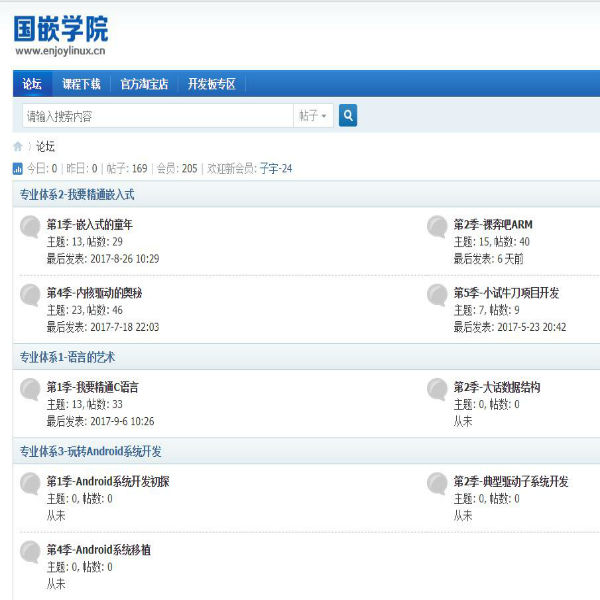 国嵌学院
www.enjoylinux.cn
论坛 课程下载 官方淘宝店 开发板专区
请输入搜索内容 帖子
论坛
今日: 0 | 昨日: 0 | 帖子: 169 | 会员: 205 | 欢迎新会员: 子宇-24
专业体系2-我要精通嵌入式
第1季-嵌入式的童年
主题: 13, 帖数: 29
最后发表: 2017-8-26 10:29
第2季-裸奔吧ARM
主题: 15, 帖数: 40
最后发表: 6 天前
第4季-内核驱动的奥秘
主题: 23, 帖数: 46
最后发表: 2017-7-18 22:03
第5季-小试牛刀项目开发
主题: 7, 帖数: 9
最后发表: 2017-5-23 20:42
专业体系1-语言的艺术
第1季-我要精通C语言
主题: 13, 帖数: 33
最后发表: 2017-9-6 10:26
第2季-大话数据结构
主题: 0, 帖数: 0
从未
专业体系3-玩转Android系统开发
第1季-Android系统开发初探
主题: 0, 帖数: 0
从未
第2季-典型驱动子系统开发
主题: 0, 帖数: 0
从未
第4季-Android系统移植
主题: 0, 帖数: 0
从未